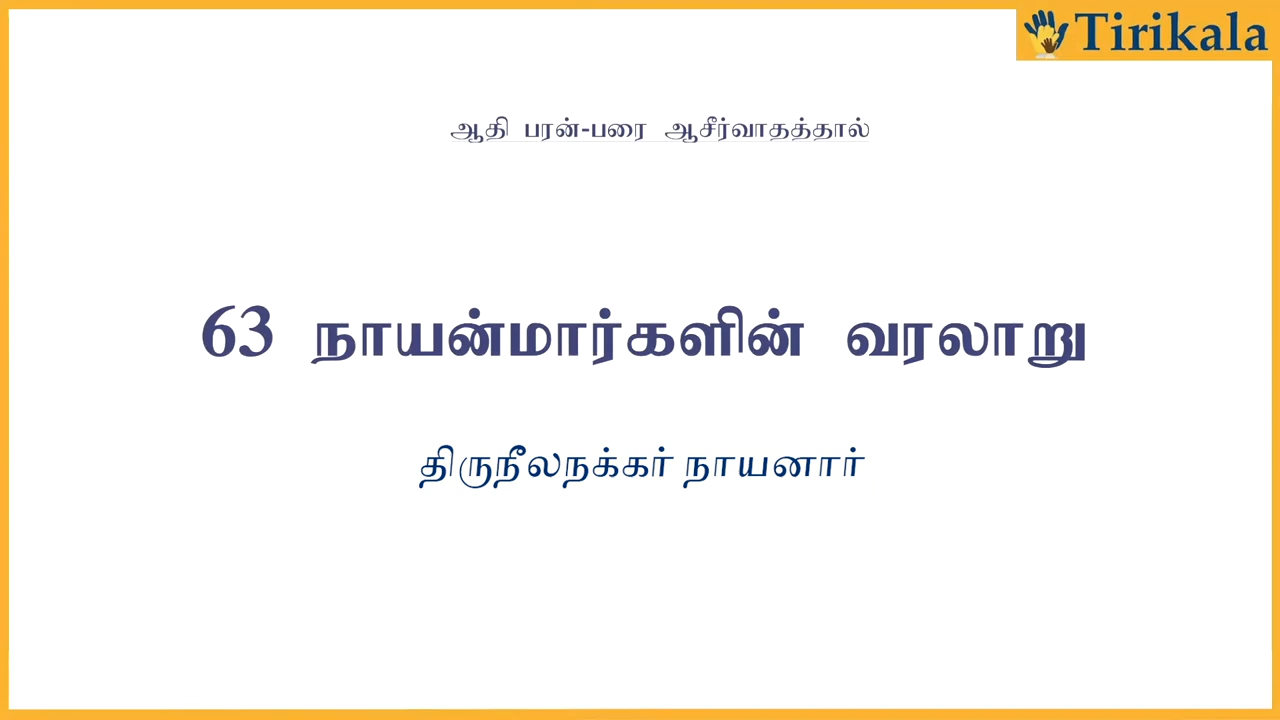 Tirikala
ஆதி பரன்-பரை ஆசீர்வாதத்தால்
63 நாயன்மார்களின் வரலாறு
திருநீலநக்கர் நாயனார்